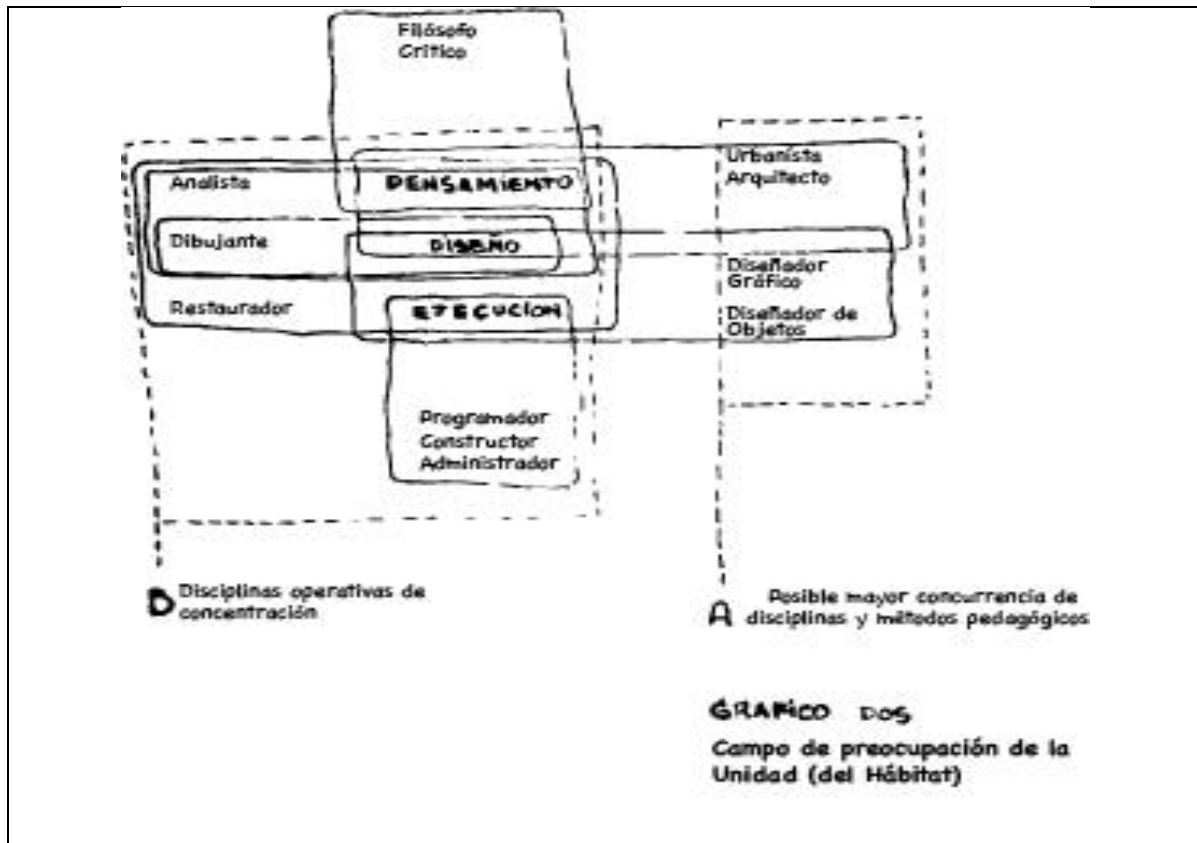 Filósofo
Crítico
Urbanista
Arquitecto
Analista
PENSAMIENTO
Dibujante
DISEÑO
Diseñador
Gráfico
Restaurador
EJECUCION
Diseñador de
Objetos
Programador
Constructor
Administrador
B Disciplinas operativas de
concentración
A Posible mayor concurrencia de
disciplinas y métodos pedagógicos
GRAFICO DOS
Campo de preocupación de la
Unidad (del Hábitat)